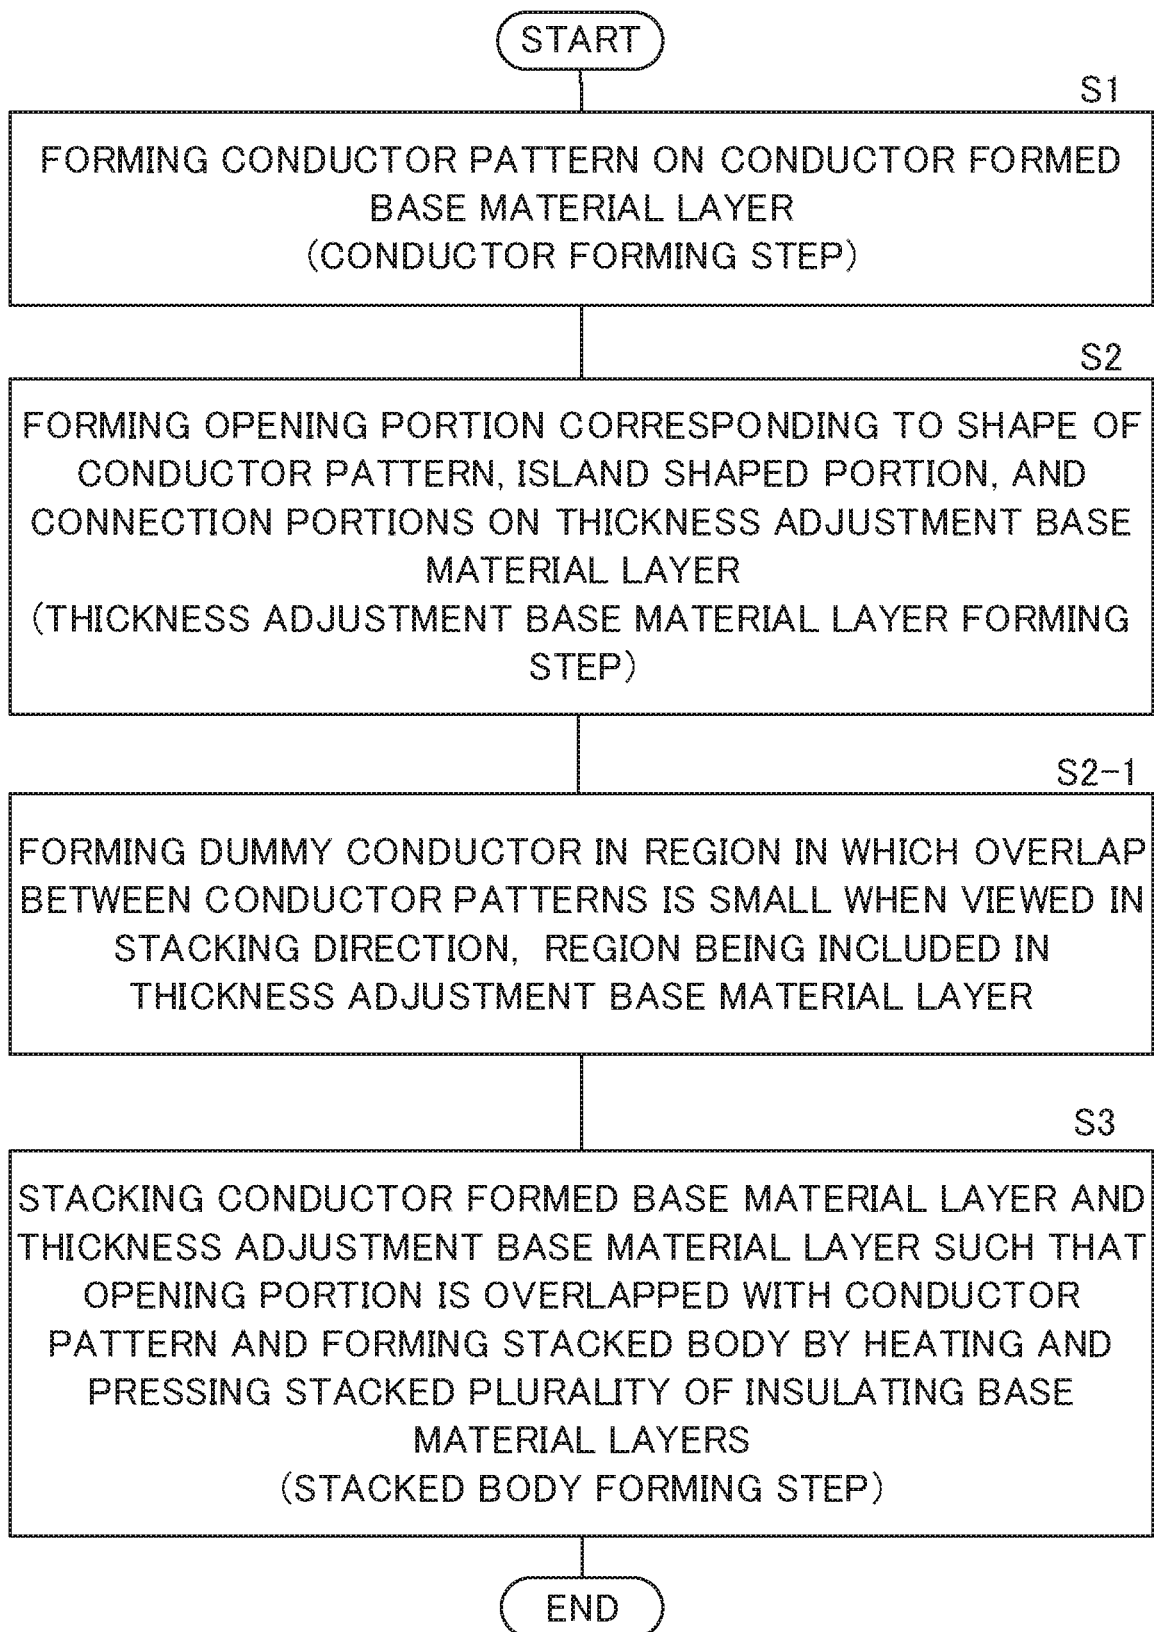 START
S1
FORMING CONDUCTOR PATTERN ON CONDUCTOR FORMED
BASE MATERIAL LAYER
(CONDUCTOR FORMING STEP)
S2
FORMING OPENING PORTION CORRESPONDING TO SHAPE OF
CONDUCTOR PATTERN, ISLAND SHAPED PORTION, AND
CONNECTION PORTIONS ON THICKNESS ADJUSTMENT BASE
MATERIAL LAYER
(THICKNESS ADJUSTMENT BASE MATERIAL LAYER FORMING
STEP)
S2-1
FORMING DUMMY CONDUCTOR IN REGION IN WHICH OVERLAP
BETWEEN CONDUCTOR PATTERNS IS SMALL WHEN VIEWED IN
STACKING DIRECTION, REGION BEING INCLUDED IN
THICKNESS ADJUSTMENT BASE MATERIAL LAYER
S3
STACKING CONDUCTOR FORMED BASE MATERIAL LAYER AND
THICKNESS ADJUSTMENT BASE MATERIAL LAYER SUCH THAT
OPENING PORTION IS OVERLAPPED WITH CONDUCTOR
PATTERN AND FORMING STACKED BODY BY HEATING AND
PRESSING STACKED PLURALITY OF INSULATING BASE
MATERIAL LAYERS
(STACKED BODY FORMING STEP)
END